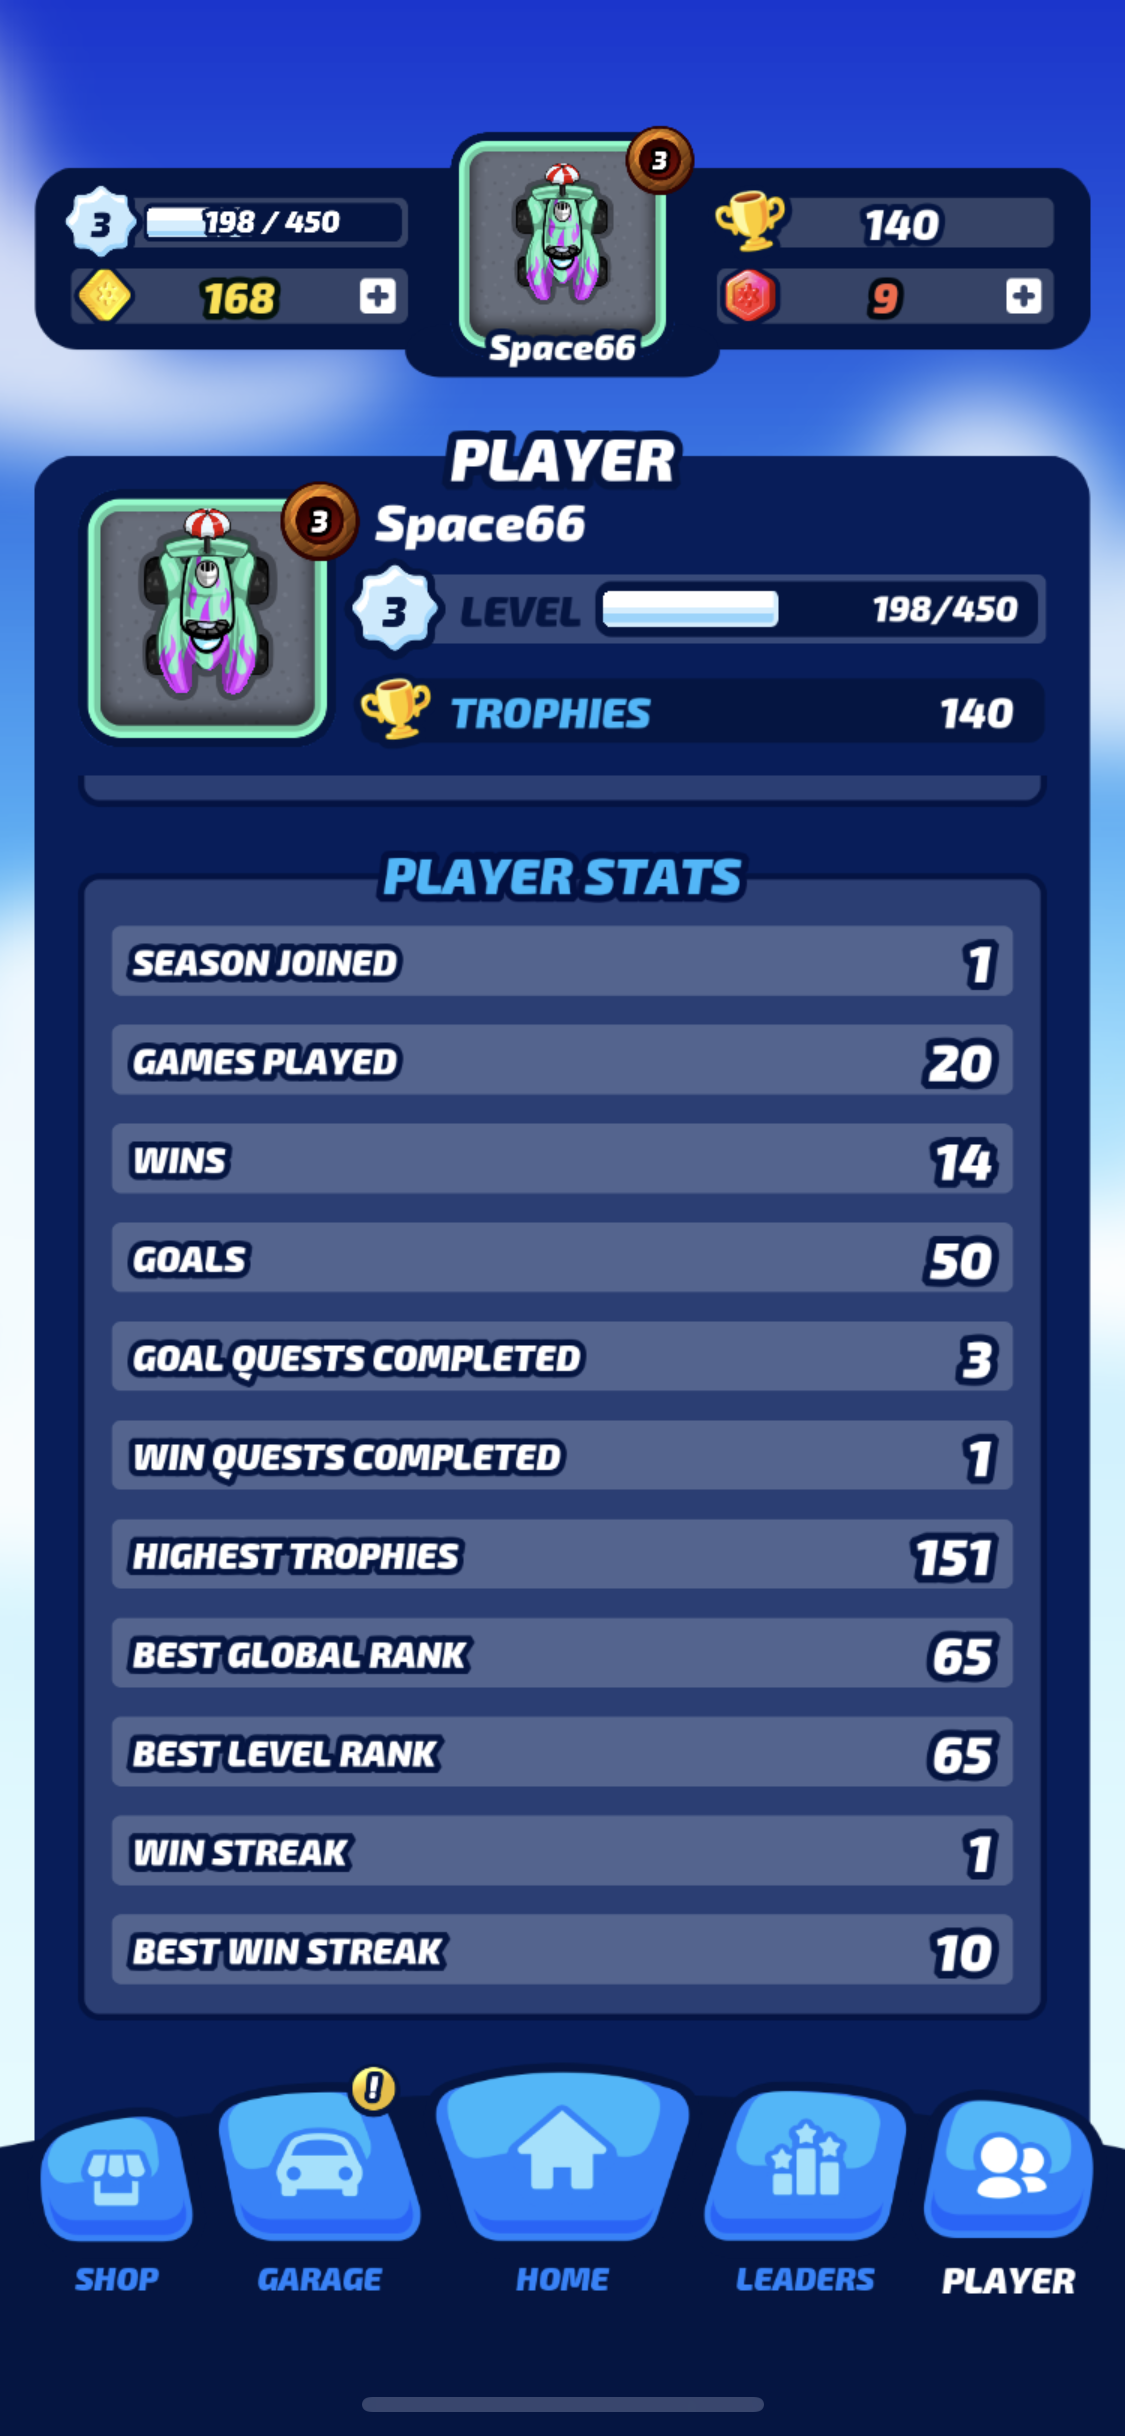 3
3 198 / 450 140
168 9
Space66
PLAYER
3 Space66
3 LEVEL 198/450
TROPHIES 140
PLAYER STATS
SEASON JOINED 1
GAMES PLAYED 20
WINS 14
GOALS 50
GOAL QUESTS COMPLETED 3
WIN QUESTS COMPLETED 1
HIGHEST TROPHIES 151
BEST GLOBAL RANK 65
BEST LEVEL RANK 65
WIN STREAK 1
BEST WIN STREAK 10
!
SHOP GARAGE HOME LEADERS PLAYER